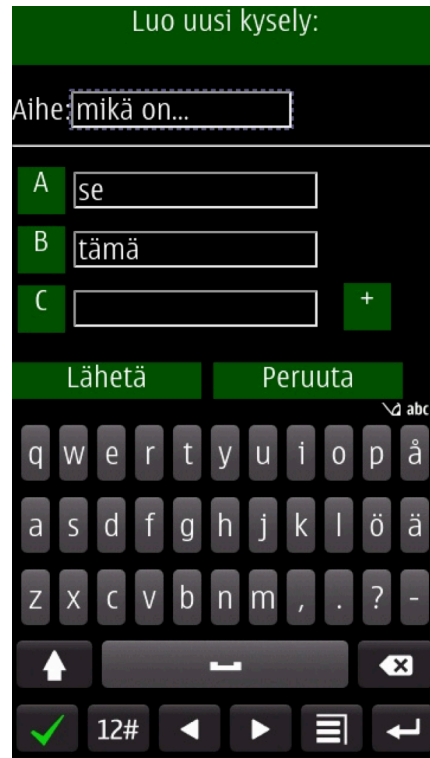 Luo uusi kysely:
Aihe: mikä on...
A se
B tämä
C +
Lähetä Peruuta
abc
q w e r t y u i o p å
a s d f g h j k l ö ä
z x c v b n m , . ? -
12#